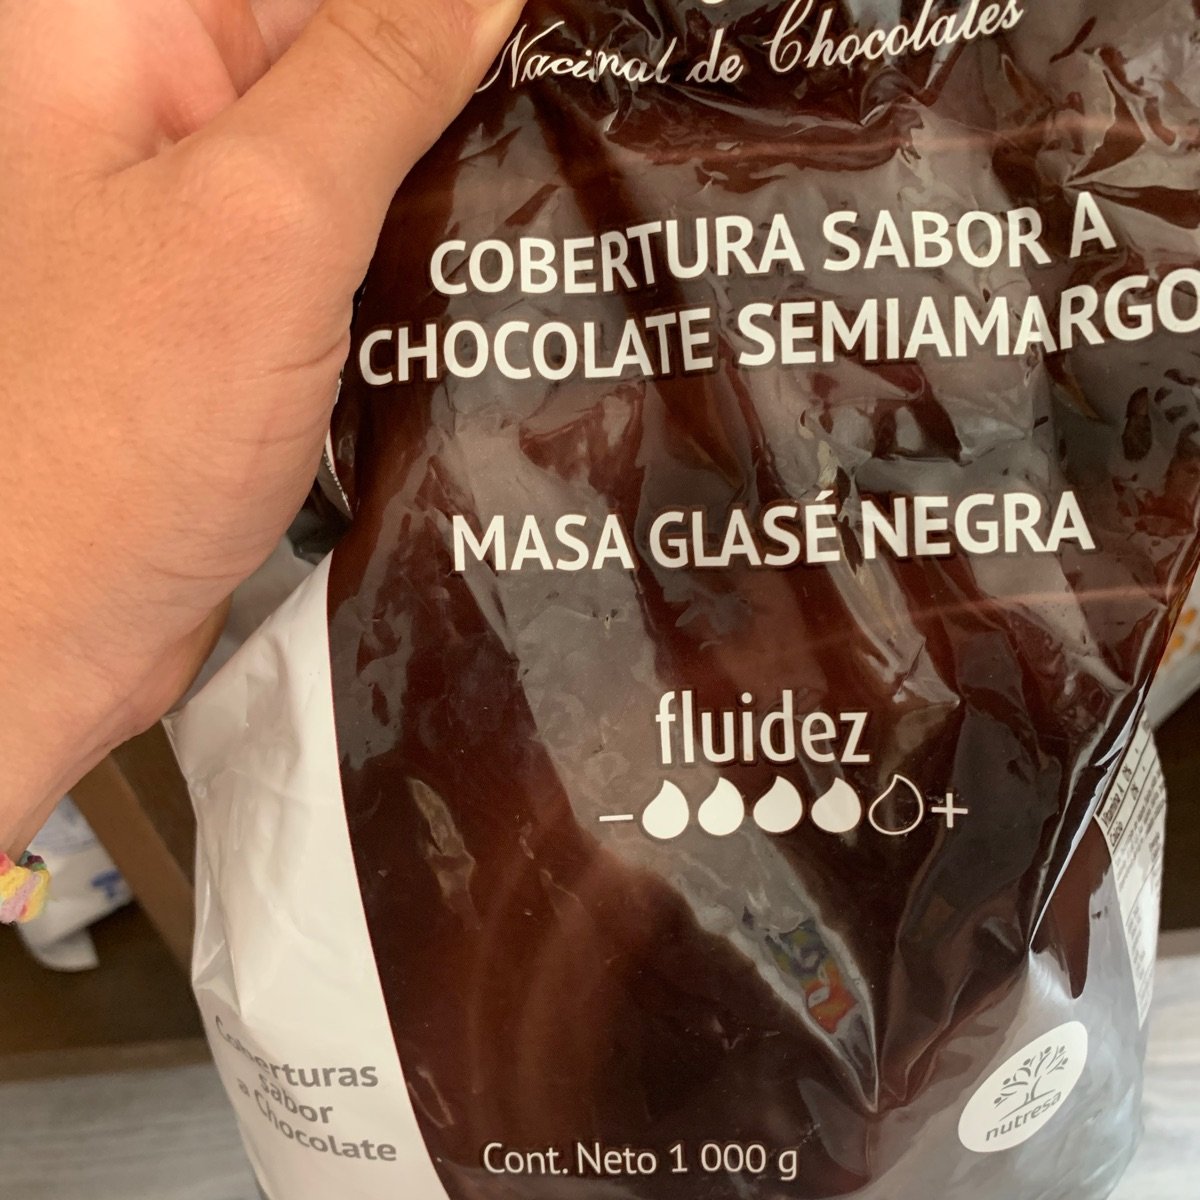 Nacional de Chocolates
COBERTURA SABOR A
CHOCOLATE SEMIAMARGO
MASA GLASÉ NEGRA
fluidez
- +
Coberturas
sabor
a Chocolate
nutresa
Cont. Neto 1 000 g